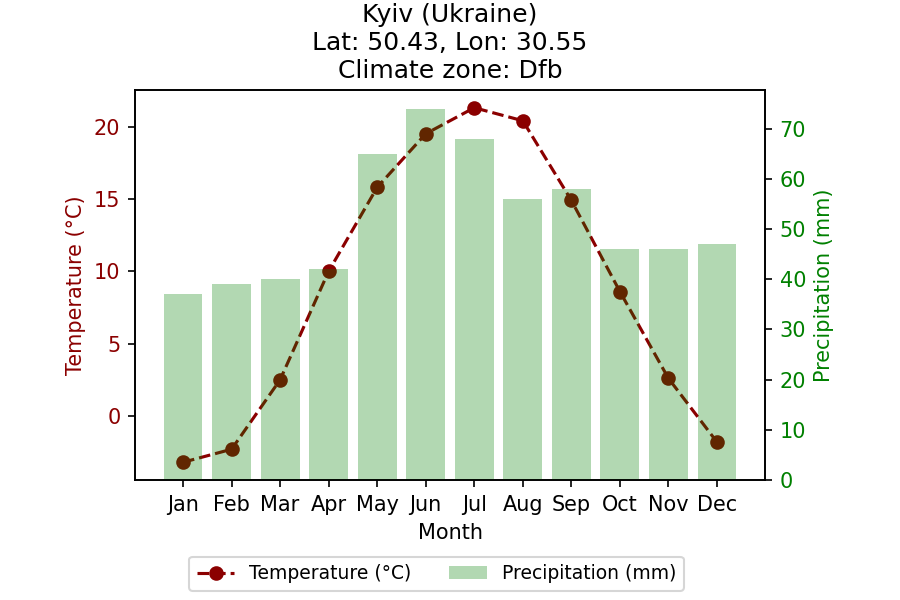 Kyiv (Ukraine)
Lat: 50.43, Lon: 30.55
Climate zone: Dfb
Temperature (°C)
20
15
10
5
0
Precipitation (mm)
70
60
50
40
30
20
10
0
Jan Feb Mar Apr May Jun Jul Aug Sep Oct Nov Dec
Month
Temperature (°C) Precipitation (mm)